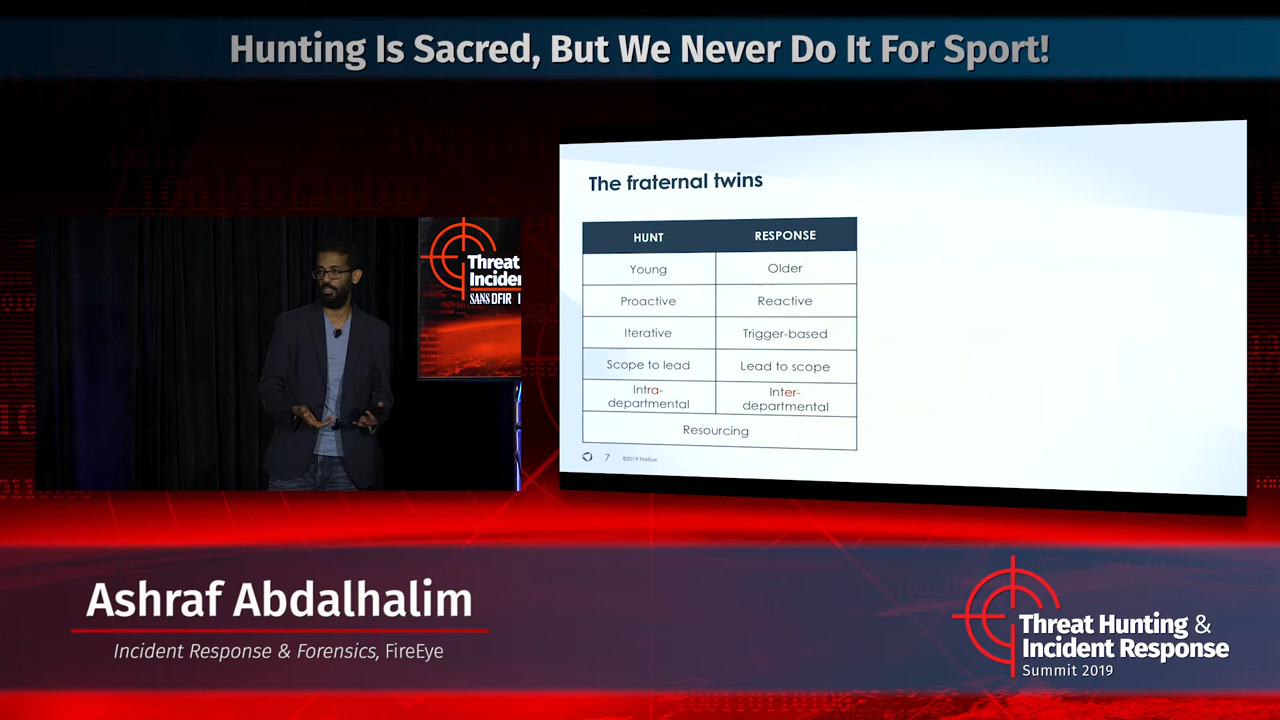 Hunting Is Sacred, But We Never Do It For Sport!
The fraternal twins
HUNT RESPONSE
Young Older
Proactive Reactive
Iterative Trigger-based
Scope to lead Lead to scope
Intra-
departmental
Inter-
departmental
Resourcing
7 ©2019 FireEye
Threat
Incider
SANS DFIR
Ashraf Abdalhalim
Incident Response & Forensics, FireEye
Threat Hunting &
Incident Response
Summit 2019